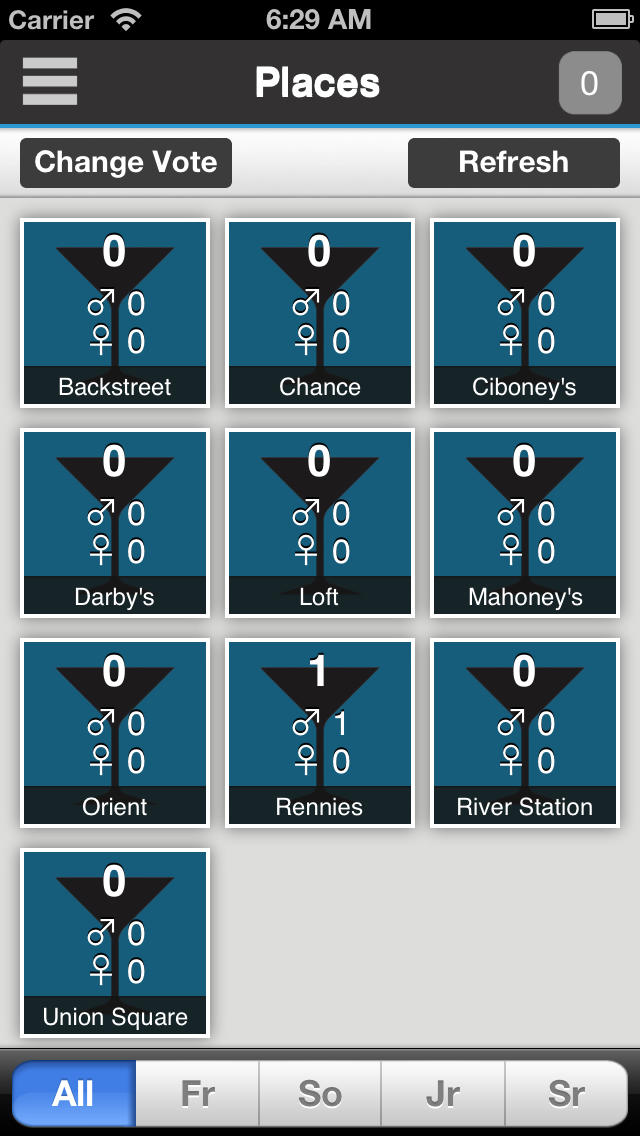 Carrier 6:29 AM
Places 0
Change Vote Refresh
0 0 0
♂ 0 ♂ 0 ♂ 0
♀ 0 ♀ 0 ♀ 0
Backstreet Chance Ciboney's
0 0 0
♂ 0 ♂ 0 ♂ 0
♀ 0 ♀ 0 ♀ 0
Darby's Loft Mahoney's
0 1 0
♂ 0 ♂ 1 ♂ 0
♀ 0 ♀ 0 ♀ 0
Orient Rennies River Station
0
♂ 0
♀ 0
Union Square
All Fr So Jr Sr